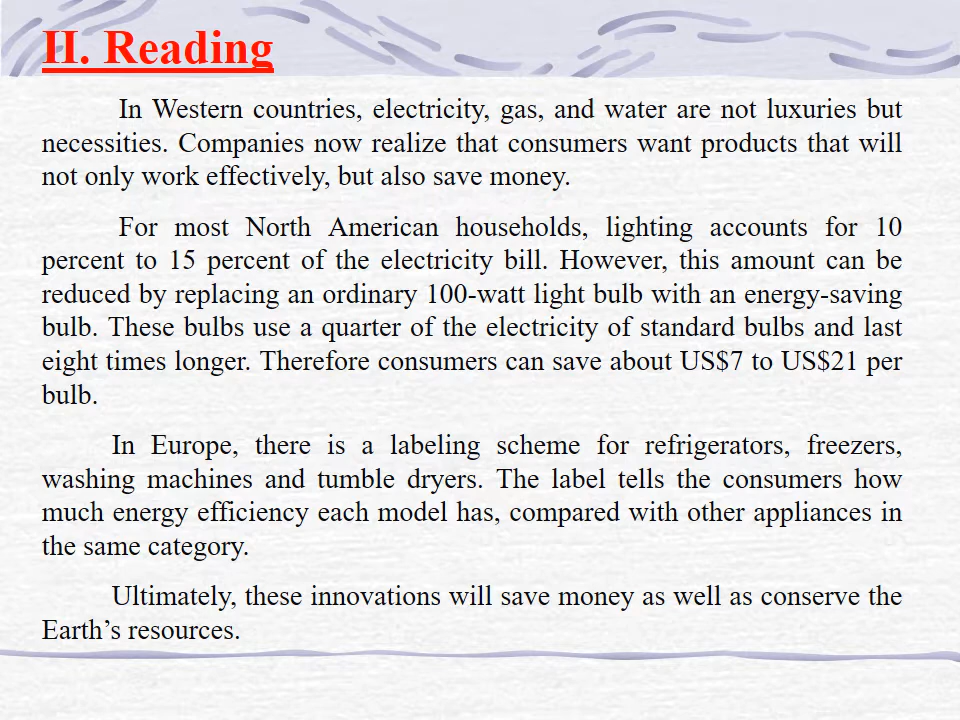 II. Reading
In Western countries, electricity, gas, and water are not luxuries but
necessities. Companies now realize that consumers want products that will
not only work effectively, but also save money.
For most North American households, lighting accounts for 10
percent to 15 percent of the electricity bill. However, this amount can be
reduced by replacing an ordinary 100-watt light bulb with an energy-saving
bulb. These bulbs use a quarter of the electricity of standard bulbs and last
eight times longer. Therefore consumers can save about US$7 to US$21 per
bulb.
In Europe, there is a labeling scheme for refrigerators, freezers,
washing machines and tumble dryers. The label tells the consumers how
much energy efficiency each model has, compared with other appliances in
the same category.
Ultimately, these innovations will save money as well as conserve the
Earth’s resources.